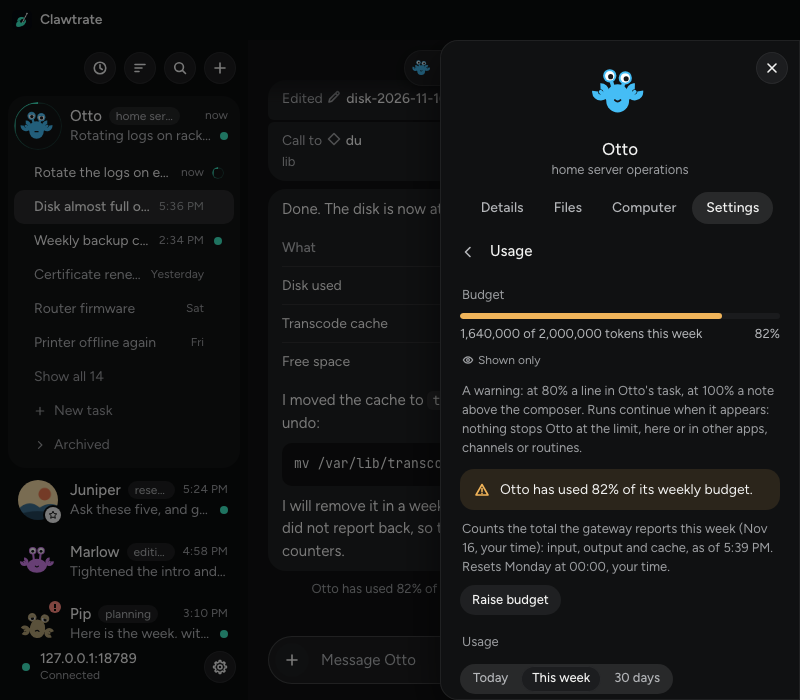 Clawtrate
Otto home ser... now
Rotating logs on rack...
Rotate the logs on e... now
Disk almost full o... 5:36 PM
Weekly backup c... 2:34 PM
Certificate rene... Yesterday
Router firmware Sat
Printer offline again Fri
Show all 14
+ New task
Archived
Juniper rese... 5:24 PM
Ask these five, and g...
Marlow editi... 4:58 PM
Tightened the intro and...
Pip planning 3:10 PM
Here is the week. wit...
127.0.0.1:18789
Connected
Edited disk-2026-11-1
Call to du
lib
Done. The disk is now at
What
Disk used
Transcode cache
Free space
I moved the cache to t
undo:
mv /var/lib/transco
I will remove it in a week
did not report back, so t
counters.
Otto has used 82% of
Message Otto
Otto
home server operations
Details Files Computer Settings
Usage
Budget
1,640,000 of 2,000,000 tokens this week 82%
Shown only
A warning: at 80% a line in Otto's task, at 100% a note
above the composer. Runs continue when it appears:
nothing stops Otto at the limit, here or in other apps,
channels or routines.
Otto has used 82% of its weekly budget.
Counts the total the gateway reports this week (Nov
16, your time): input, output and cache, as of 5:39 PM.
Resets Monday at 00:00, your time.
Raise budget
Usage
Today This week 30 days